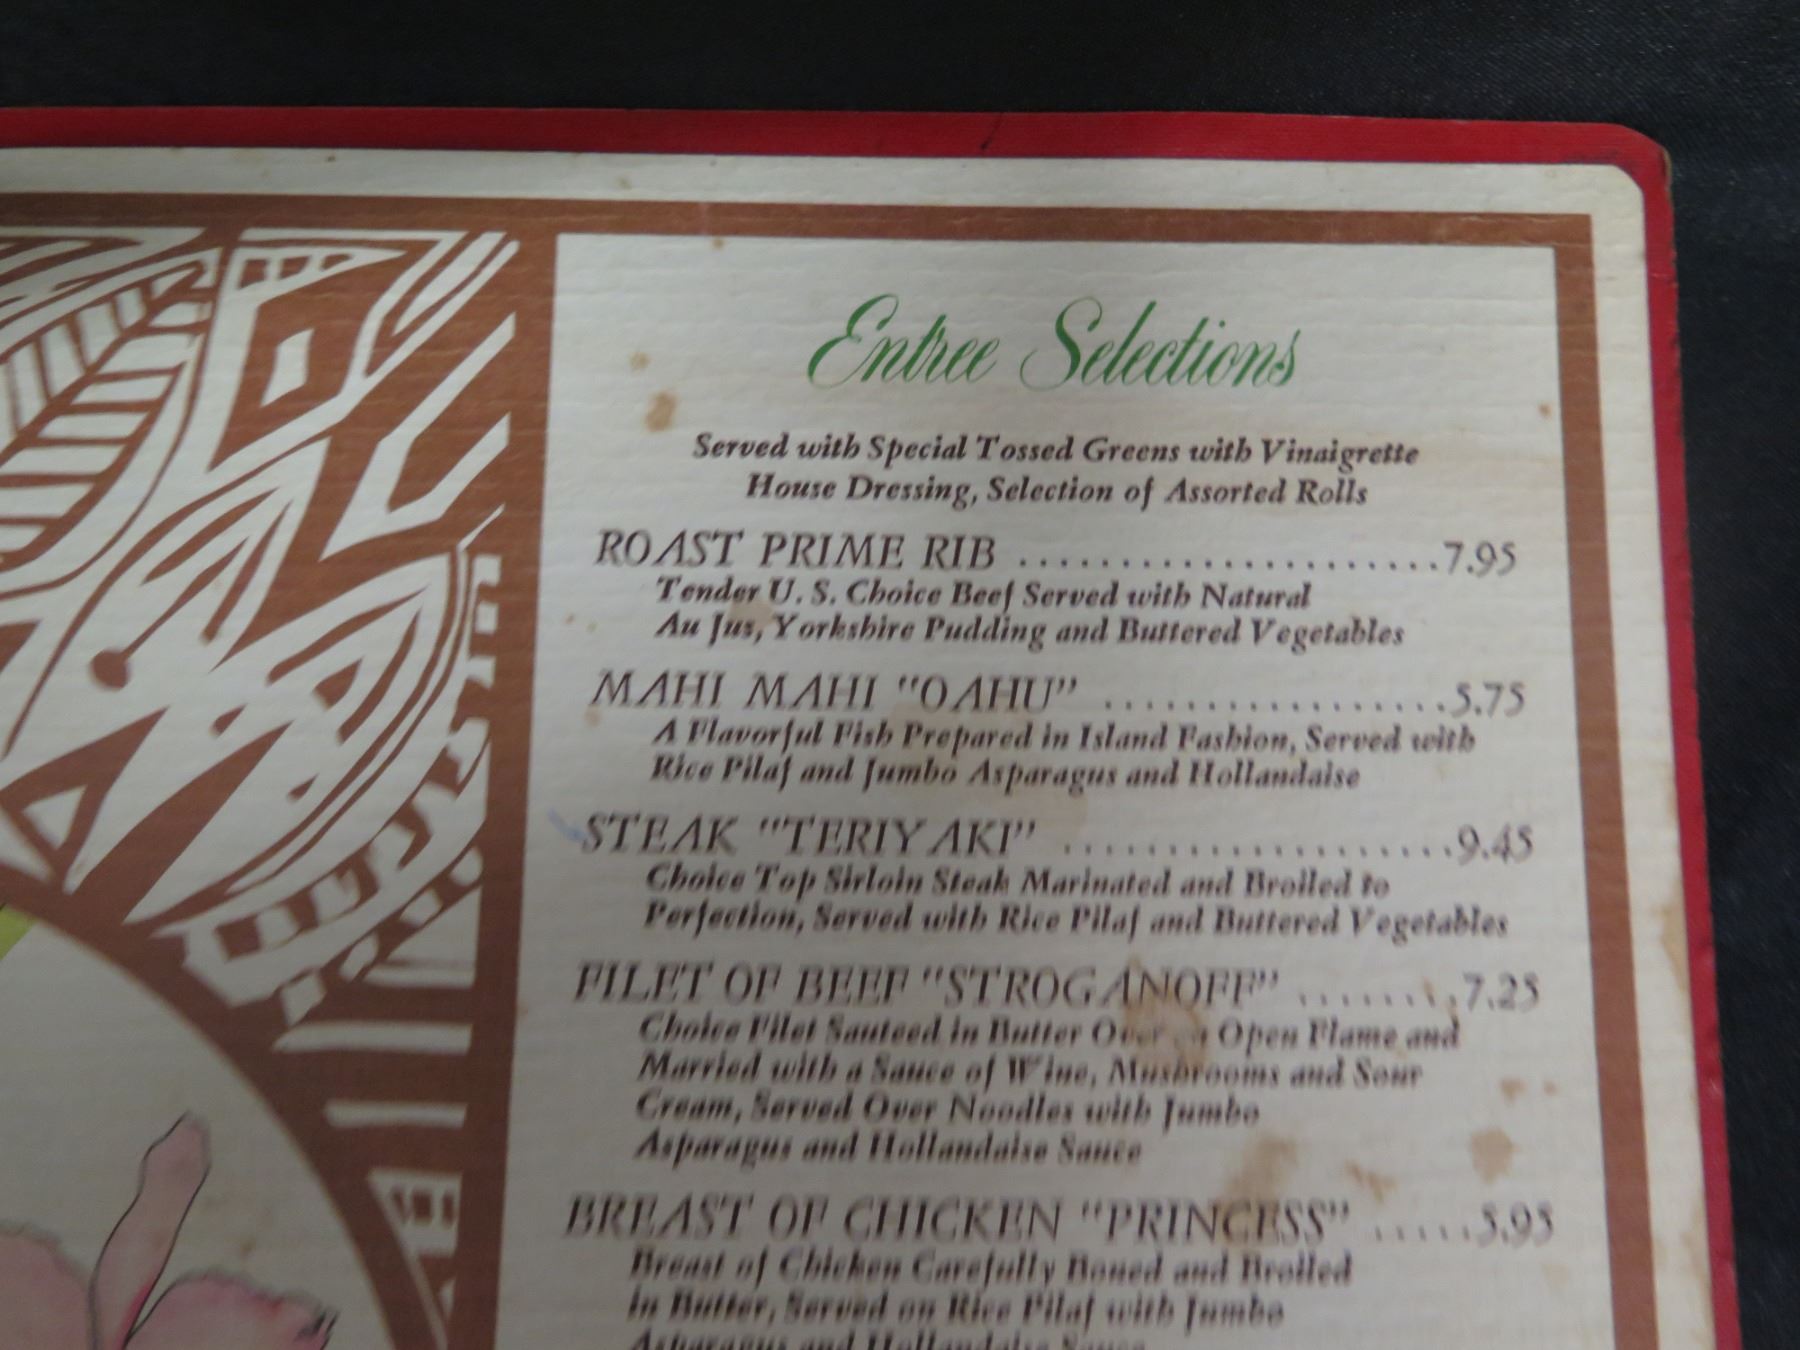 Entree Selections
Served with Special Tossed Greens with Vinaigrette
House Dressing, Selection of Assorted Rolls
ROAST PRIME RIB ......................7.95
Tender U. S. Choice Beef Served with Natural
Au Jus, Yorkshire Pudding and Buttered Vegetables
MAHI MAHI "OAHU" ..................5.75
A Flavorful Fish Prepared in Island Fashion, Served with
Rice Pilaf and Jumbo Asparagus and Hollandaise
STEAK "TERIYAKI" ....................9.45
Choice Top Sirloin Steak Marinated and Broiled to
Perfection, Served with Rice Pilaf and Buttered Vegetables
FILET OF BEEF "STROGANOFF" ........7.25
Choice Filet Sauteed in Butter Over an Open Flame and
Married with a Sauce of Wine, Mushrooms and Sour
Cream, Served Over Noodles with Jumbo
Asparagus and Hollandaise Sauce
BREAST OF CHICKEN "PRINCESS" .....5.95
Breast of Chicken Carefully Boned and Broiled
in Butter, Served on Rice Pilaf with Jumbo
Asparagus and Hollandaise Sauce